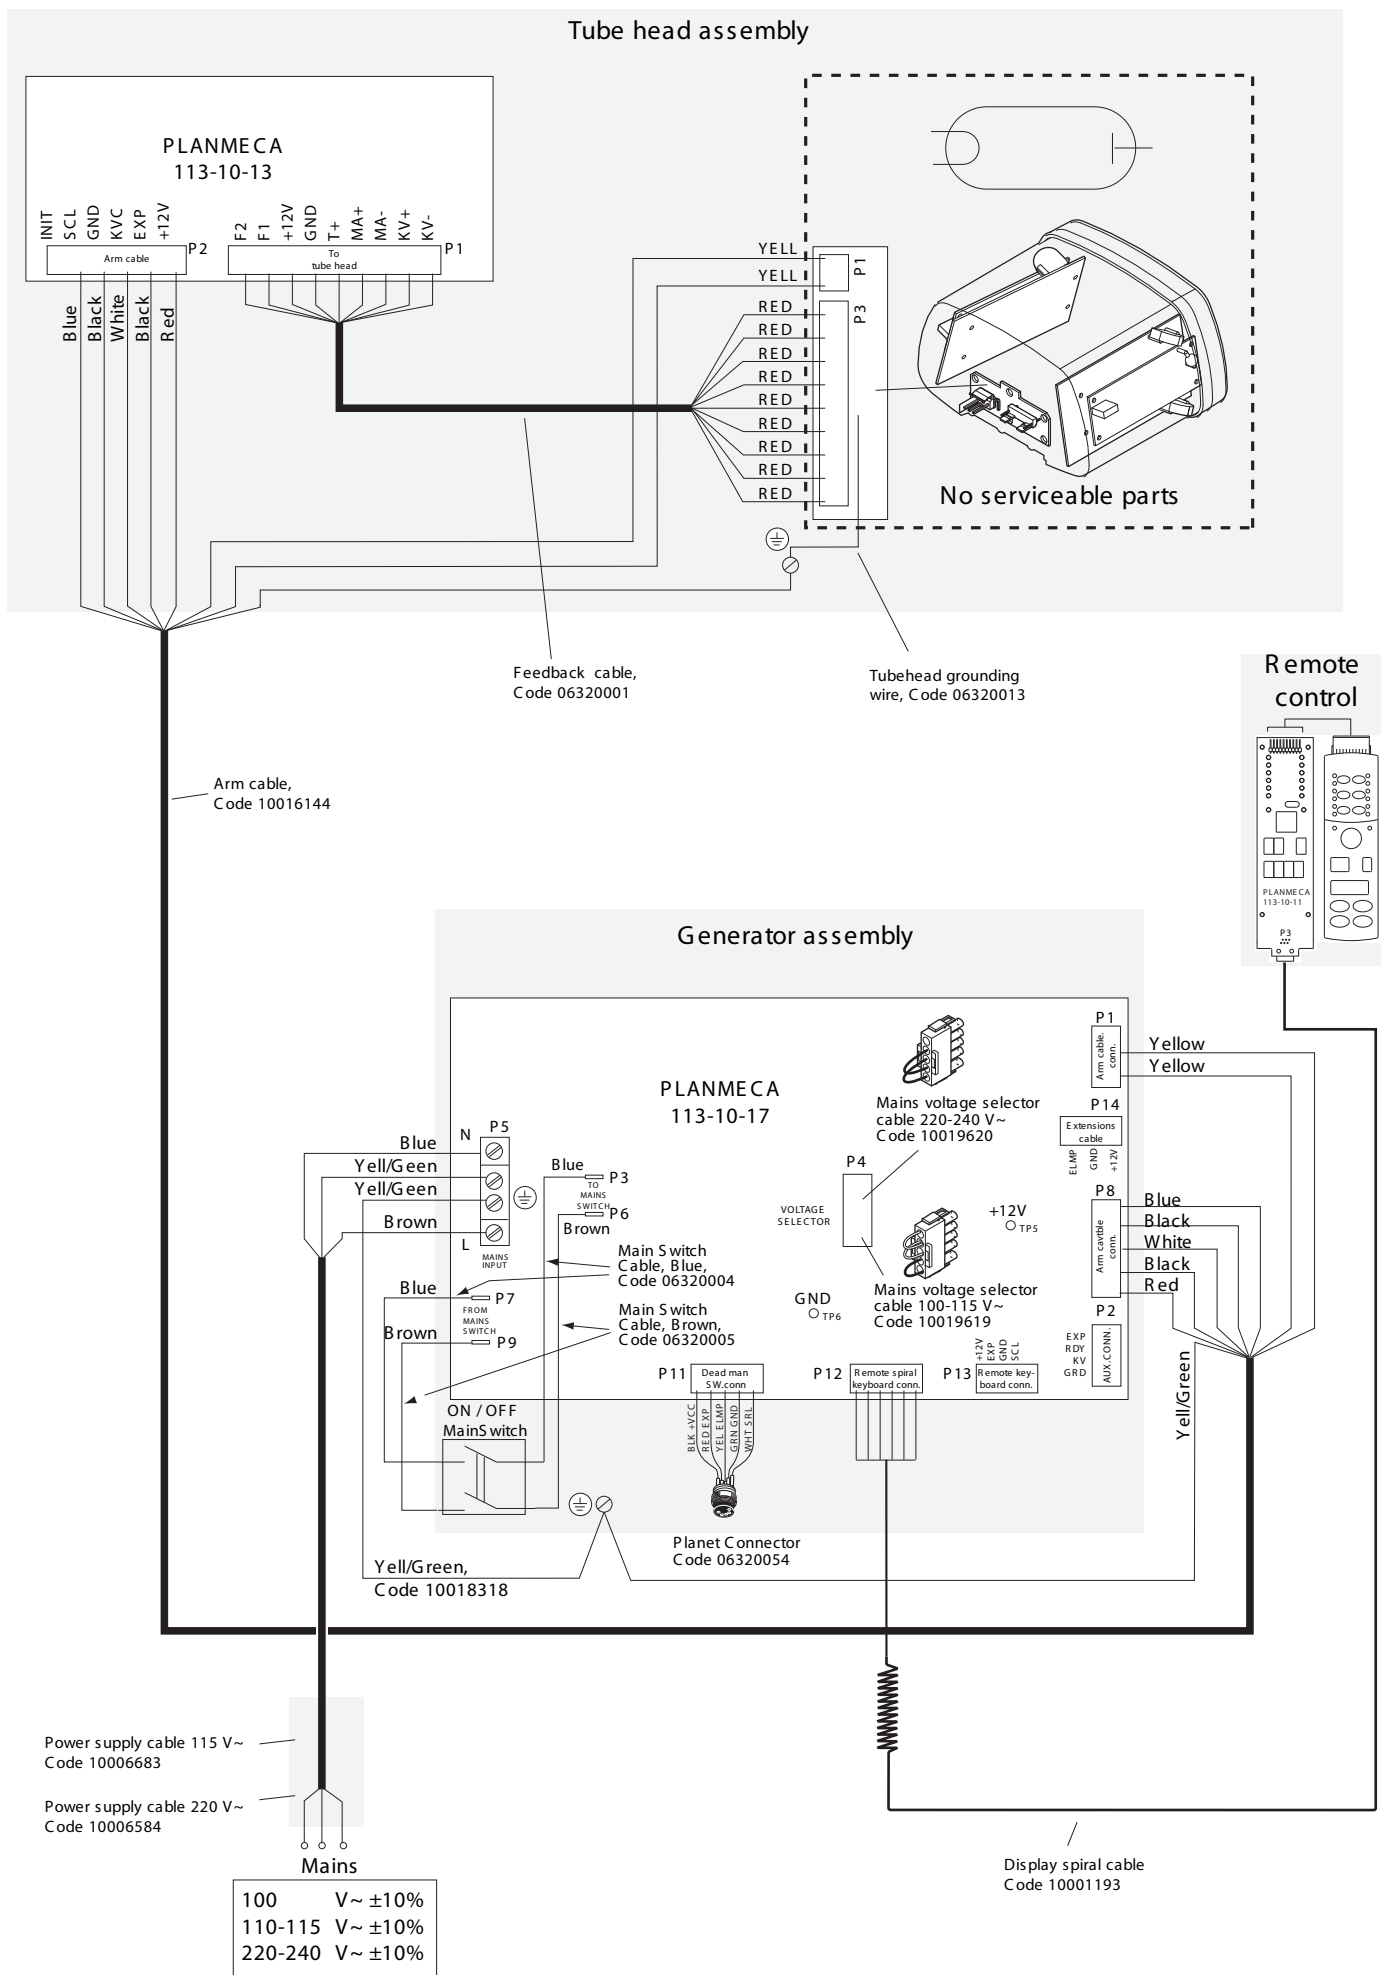 Tube head assembly
PLANMECA
113-10-13
INIT
SCL
GND
KVC
EXP
+12V
P2
Arm cable
F2
F1
+12V
GND
T+
MA+
MA-
KV+
KV-
P1
To
tube head
Blue
Black
White
Black
Red
YELL
YELL
P1
RED
RED
RED
RED
RED
RED
RED
RED
RED
P3
No serviceable parts
Feedback cable,
Code 06320001
Tubehead grounding
wire, Code 06320013
Remote
control
PLANMECA
113-10-11
P3
Arm cable,
Code 10016144
Generator assembly
PLANMECA
113-10-17
Mains voltage selector
cable 220-240 V~
Code 10019620
P1
Arm cable.
conn.
Yellow
Yellow
P14
Extensions
cable
ELMP
GND
+12V
P4
VOLTAGE
SELECTOR
+12V
TP5
P8
Arm cavtble
conn.
Blue
Black
White
Black
Red
Blue
Yell/Geen
Yell/Geen
Brown
N
P5
L
MAINS
INPUT
Blue
P3
TO
MAINS
SWITCH
P6
Brown
Main Switch
Cable, Blue,
Code 06320004
Main Switch
Cable, Brown,
Code 06320005
Blue
P7
FROM
MAINS
SWITCH
Brown
P9
GND
TP6
Mains voltage selector
cable 100-115 V~
Code 10019619
P2
EXP
RDY
KV
GRD
AUX.CONN.
P11
Dead man
SW.conn
BLK +VCC
RED EXP
YEL ELMP
GRN GND
WHT SRL
P12
Remote spiral
keyboard conn.
P13
+12V
EXP
GND
SCL
Remote key-
board conn.
Yell/Green
ON / OFF
MainSwitch
Planet Connector
Code 06320054
Yell/Green,
Code 10018318
Power supply cable 115 V~
Code 10006683
Power supply cable 220 V~
Code 10006584
Mains
100 V~ ±10%
110-115 V~ ±10%
220-240 V~ ±10%
Display spiral cable
Code 10001193